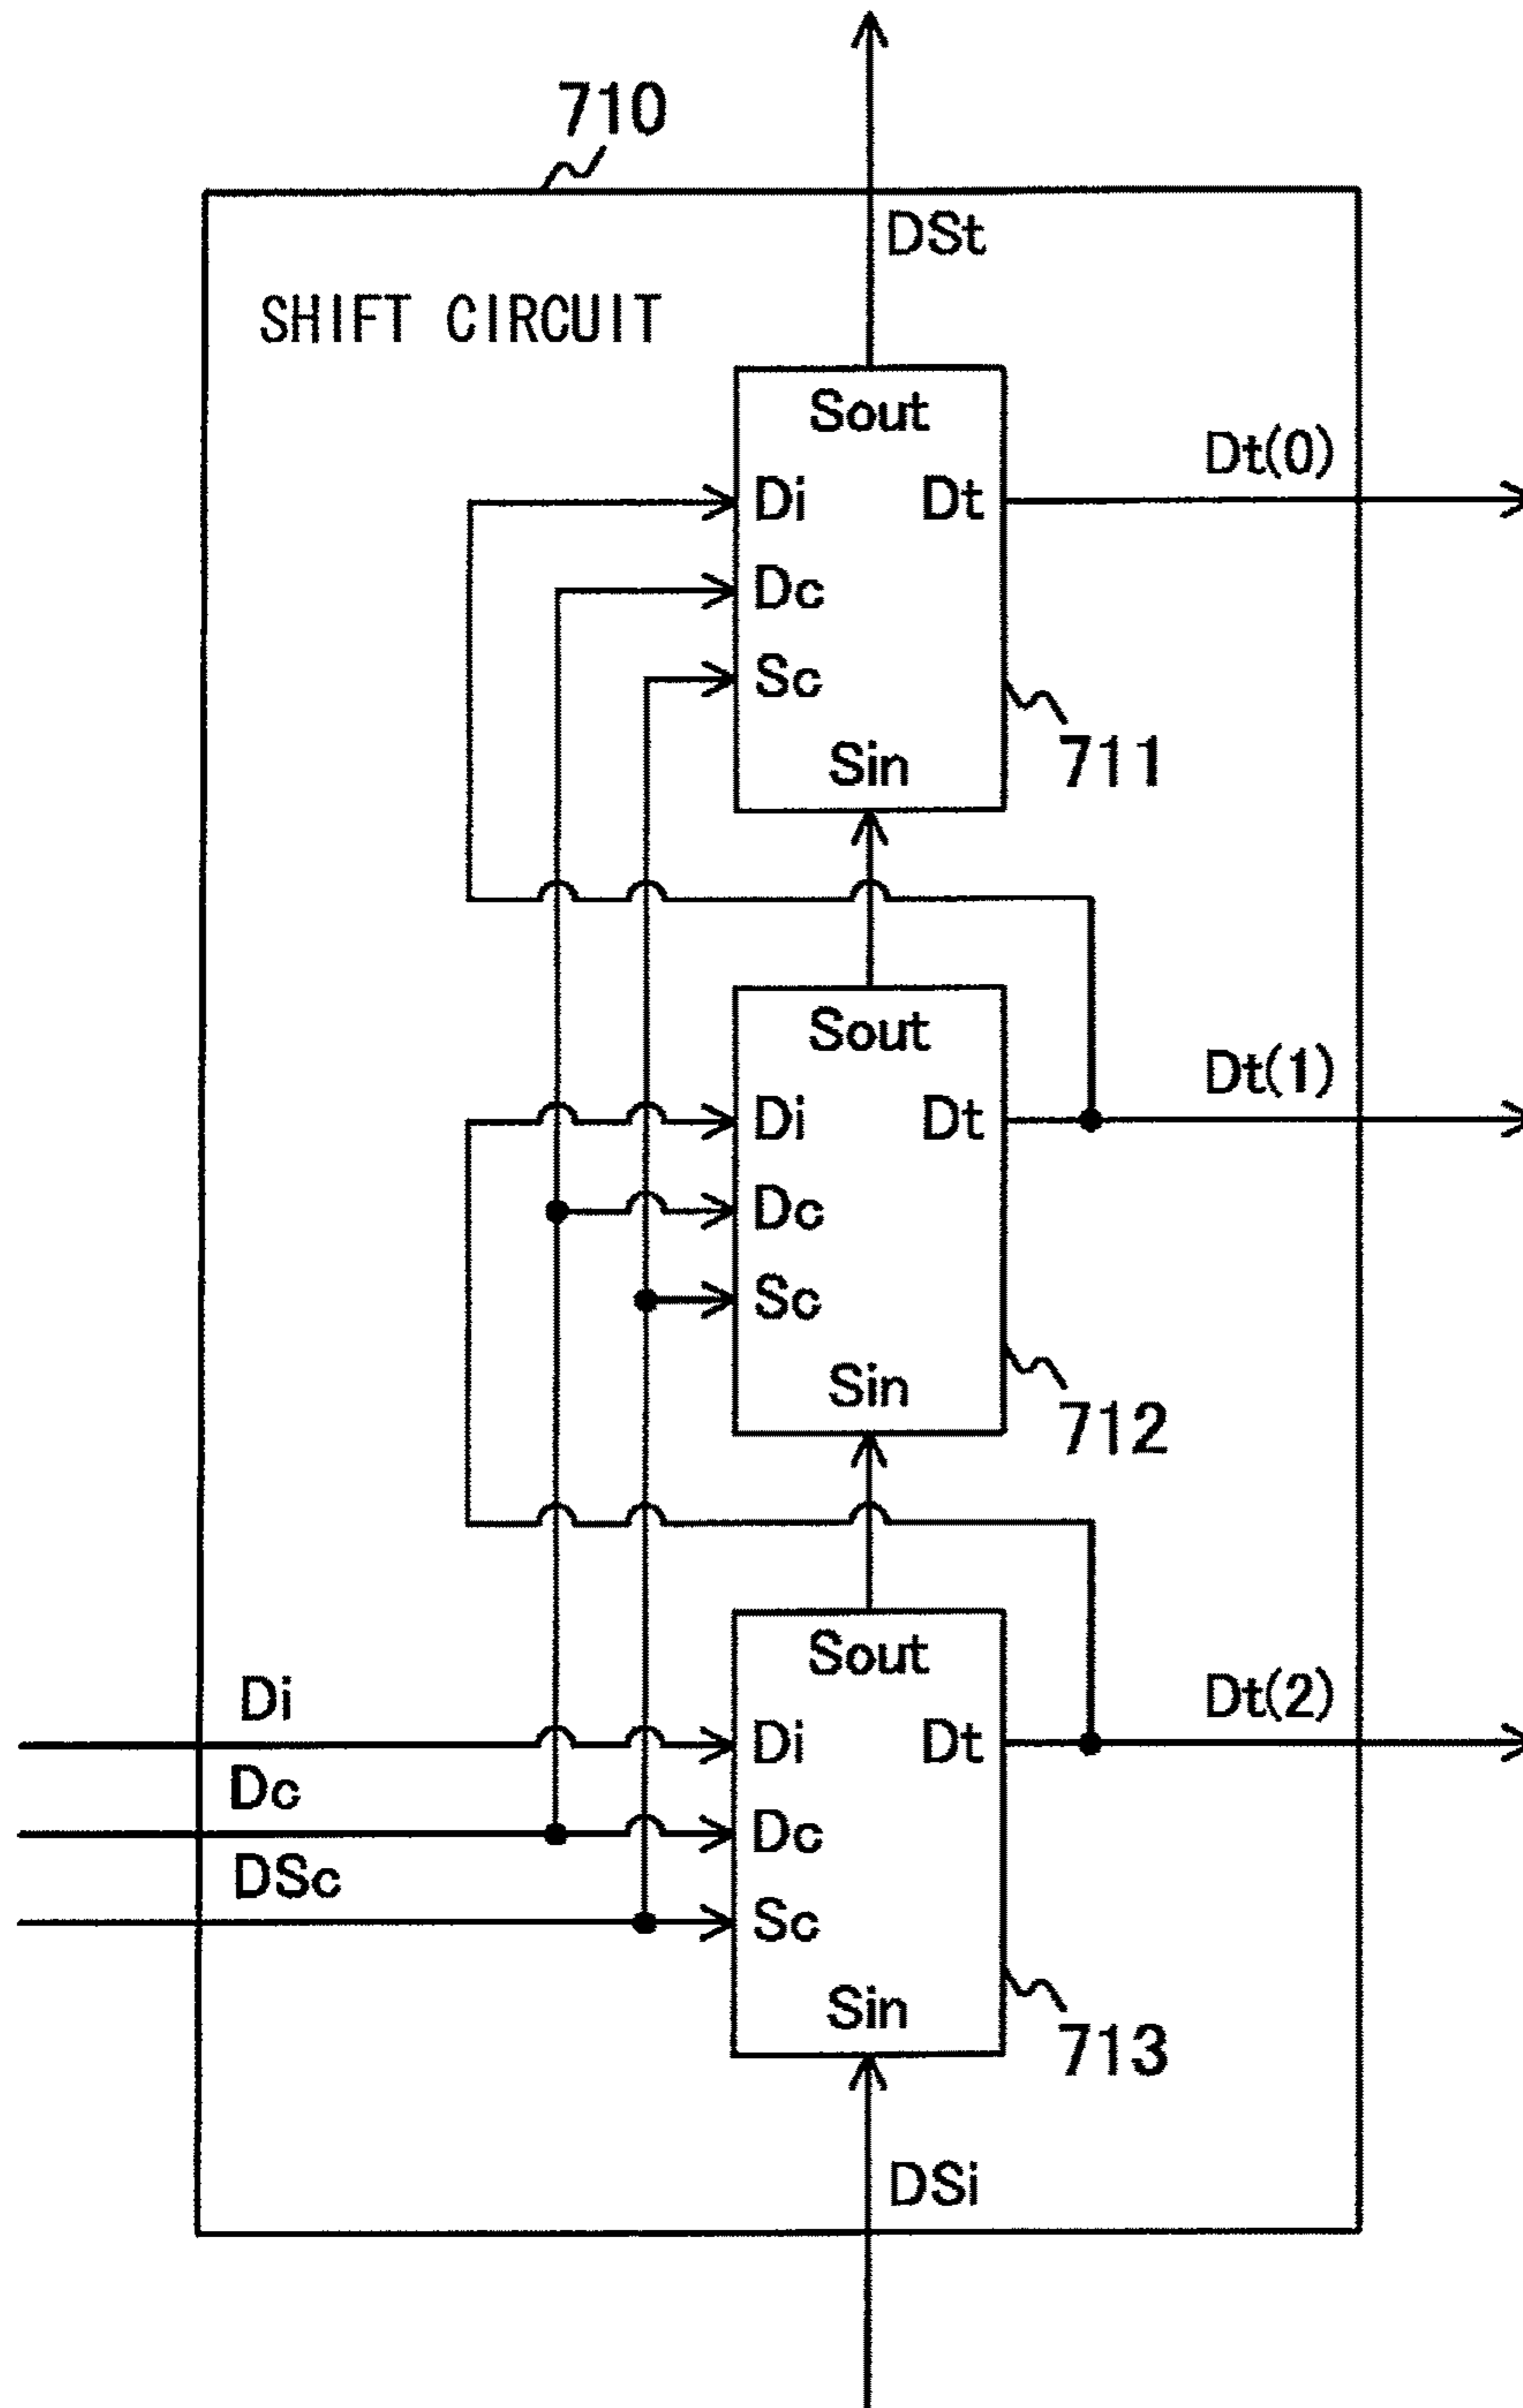 710
DSt
SHIFT CIRCUIT
Sout
Di
Dt
Dt(0)
Dc
Sc
Sin
711
Sout
Di
Dt
Dt(1)
Dc
Sc
Sin
712
Sout
Di
Di
Dt
Dt(2)
Dc
Dc
DSc
Sc
Sin
713
DSi